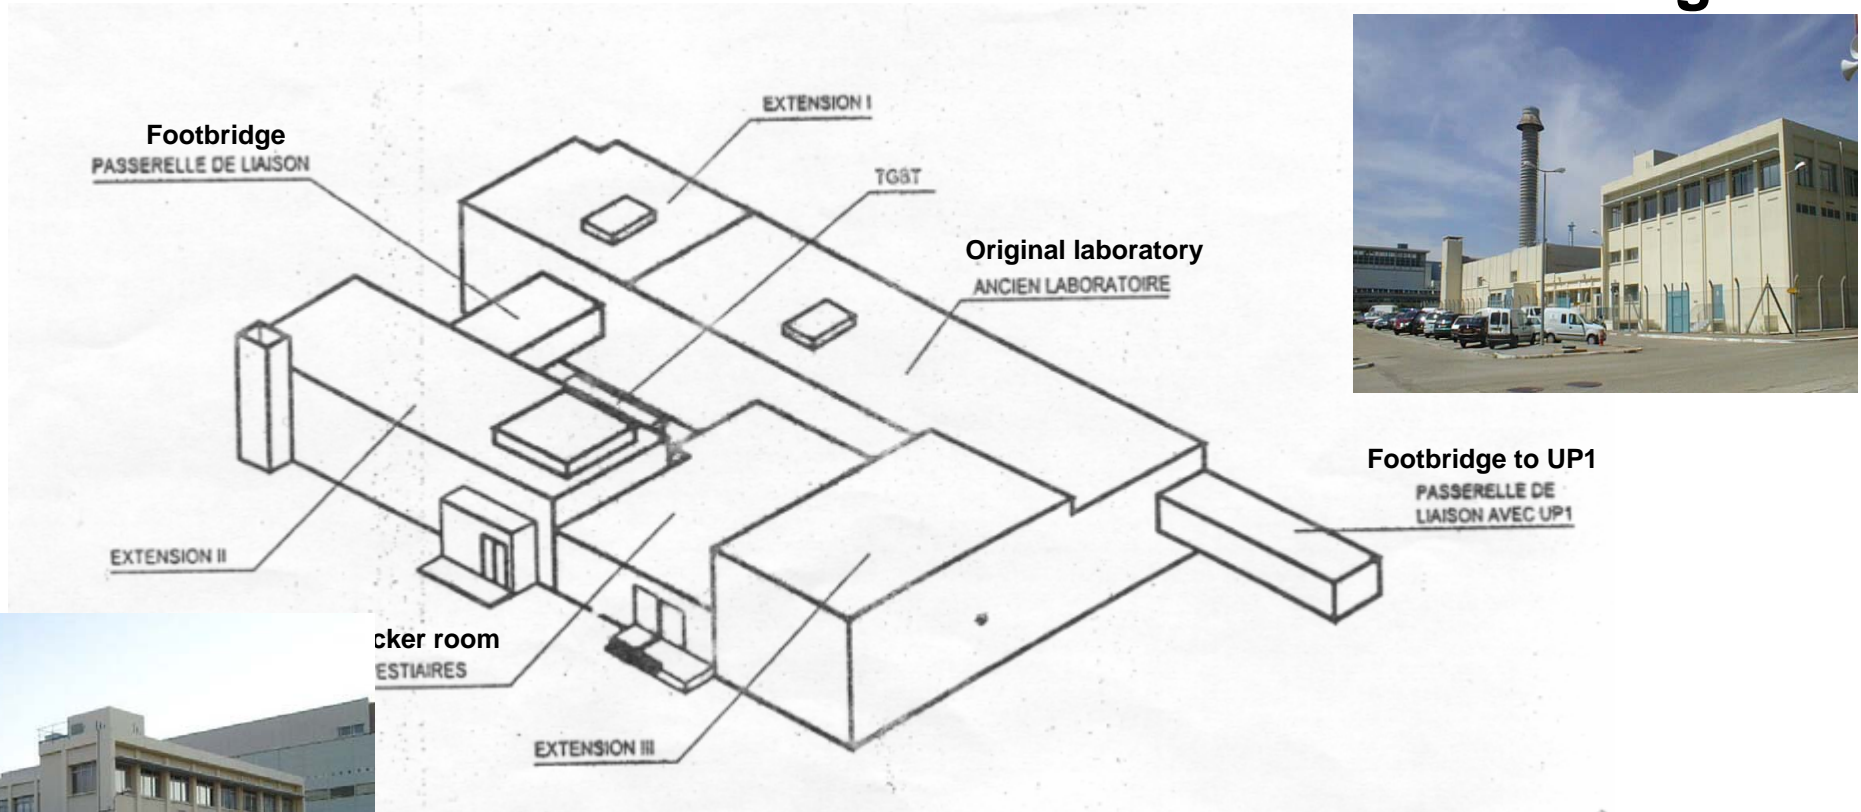 EXTENSION I
Footbridge
PASSERELLE DE LIAISON
TGBT
Original laboratory
ANCIEN LABORATOIRE
Footbridge to UP1
PASSERELLE DE
LIAISON AVEC UP1
EXTENSION II
cker room
ESTIAIRES
EXTENSION III